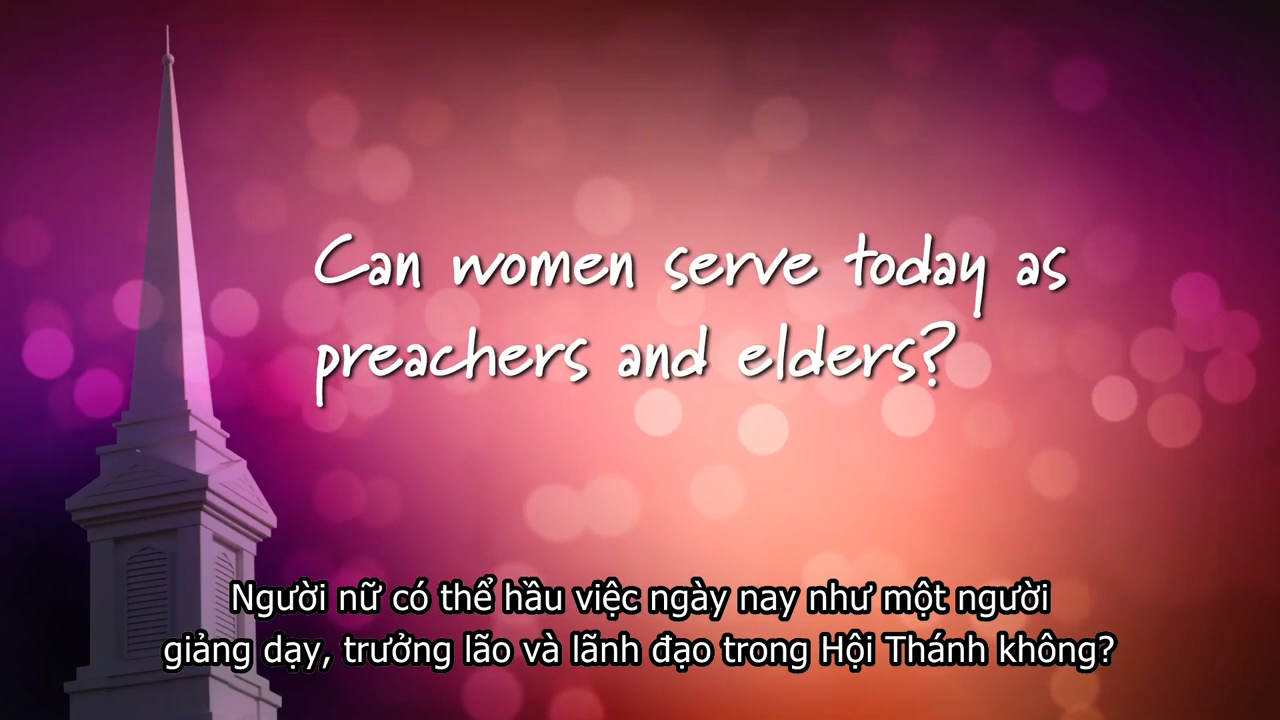 Can women serve today as
preachers and elders?
Người nữ có thể hầu việc ngày nay như một người
giảng dạy, trưởng lão và lãnh đạo trong Hội Thánh không?